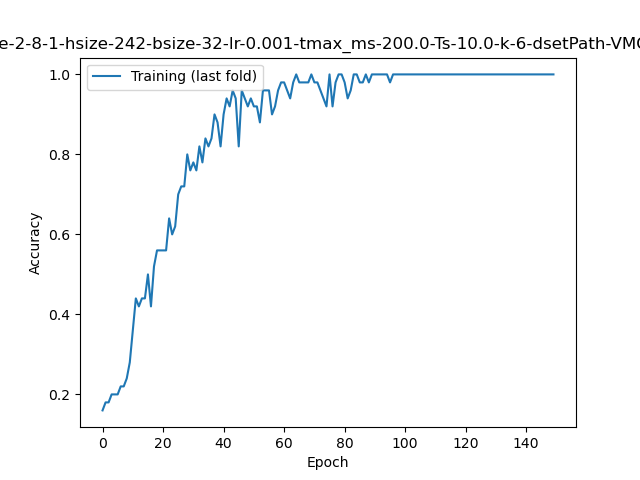 e-2-8-1-hsize-242-bsize-32-lr-0.001-tmax_ms-200.0-Ts-10.0-k-6-dsetPath-VMC
Training (last fold)
1.0
0.8
0.6
0.4
0.2
Accuracy
0 20 40 60 80 100 120 140
Epoch